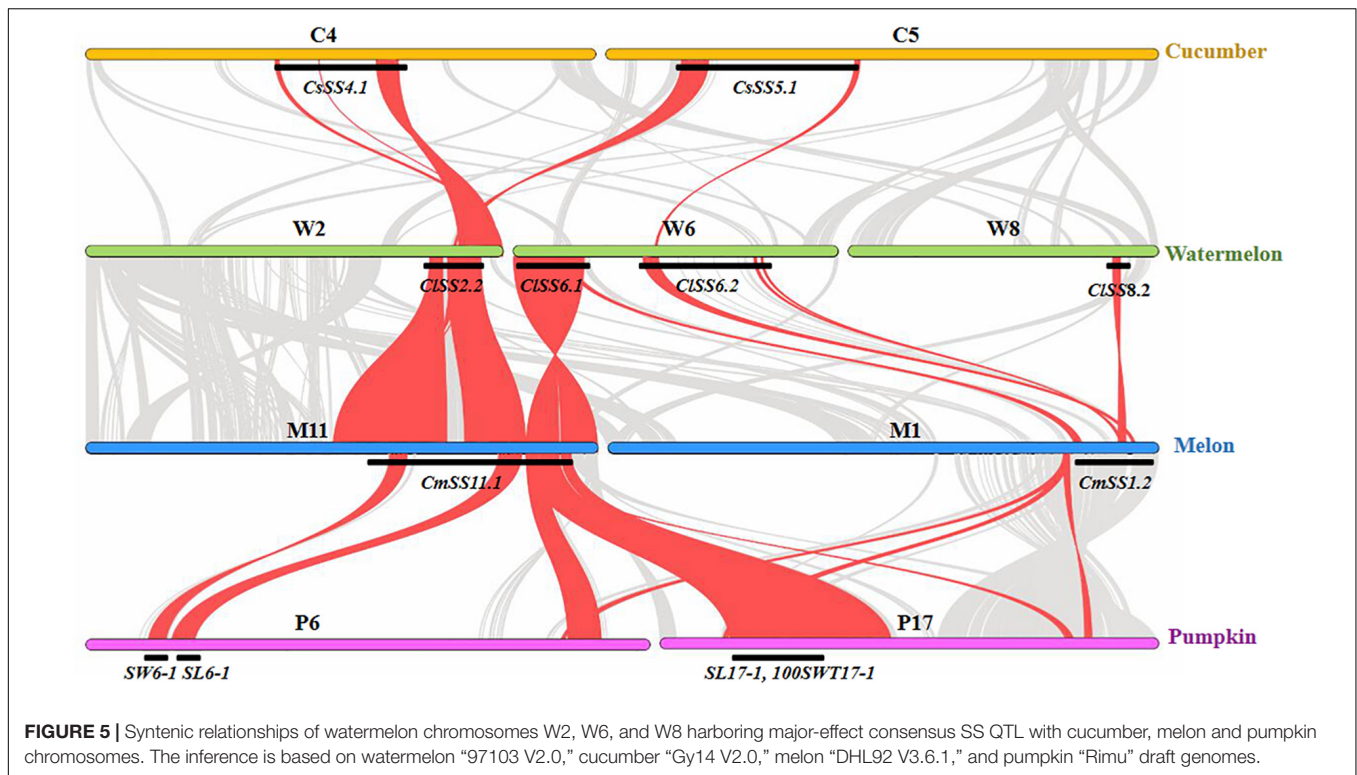 C4 C5
Cucumber
CsSS4.1 CsSS5.1
W2 W6 W8
Watermelon
ClSS2.2 ClSS6.1 ClSS6.2 ClSS8.2
M11 M1
Melon
CmSS11.1 CmSS1.2
P6 P17
Pumpkin
SW6-1 SL6-1 SL17-1, 100SWT17-1
FIGURE 5 | Syntenic relationships of watermelon chromosomes W2, W6, and W8 harboring major-effect consensus SS QTL with cucumber, melon and pumpkin
chromosomes. The inference is based on watermelon “97103 V2.0,” cucumber “Gy14 V2.0,” melon “DHL92 V3.6.1,” and pumpkin “Rimu” draft genomes.